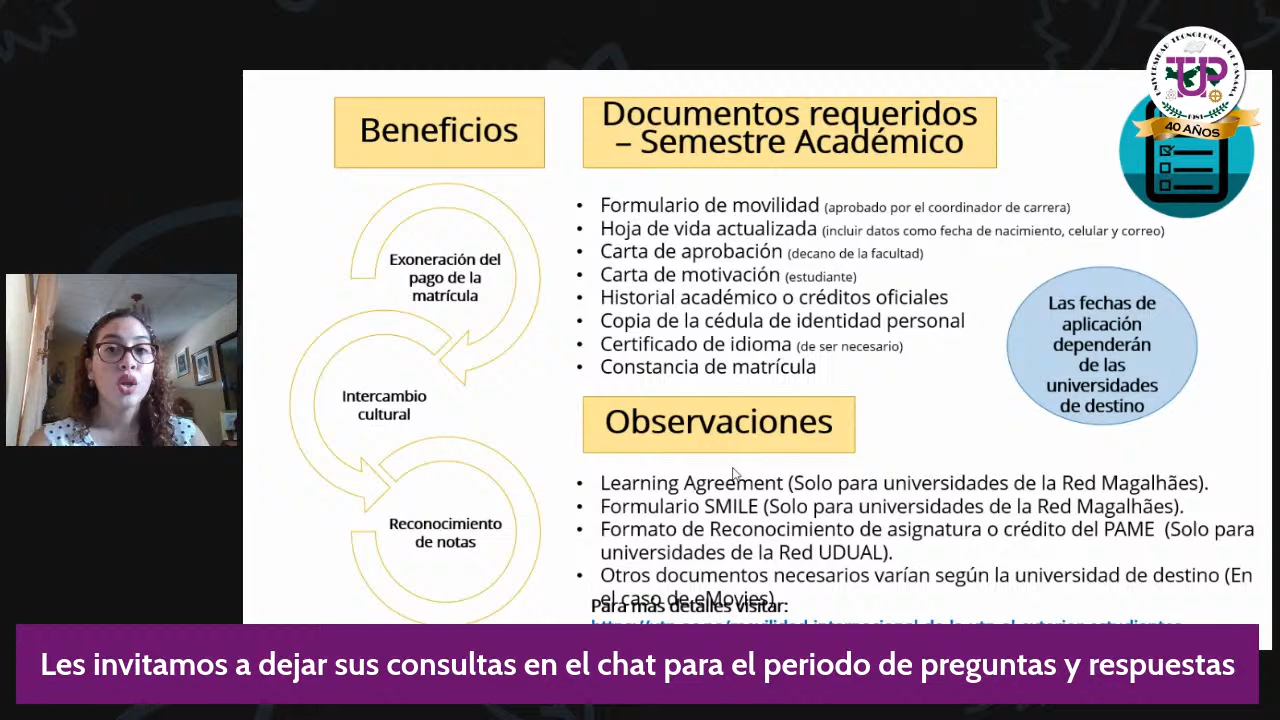 Beneficios
Exoneración del
pago de la
matrícula
Intercambio
cultural
Reconocimiento
de notas
Documentos requeridos
– Semestre Académico
• Formulario de movilidad (aprobado por el coordinador de carrera)
• Hoja de vida actualizada (incluir datos como fecha de nacimiento, celular y correo)
• Carta de aprobación (decano de la facultad)
• Carta de motivación (estudiante)
• Historial académico o créditos oficiales
• Copia de la cédula de identidad personal
• Certificado de idioma (de ser necesario)
• Constancia de matrícula
Las fechas de
aplicación
dependerán
de las
universidades
de destino
Observaciones
• Learning Agreement (Solo para universidades de la Red Magalhães).
• Formulario SMILE (Solo para universidades de la Red Magalhães).
• Formato de Reconocimiento de asignatura o crédito del PAME (Solo para
universidades de la Red UDUAL).
• Otros documentos necesarios varían según la universidad de destino (En
el caso de eMovies)
Para mas detalles visitar:
UNIVERSIDAD TECNOLÓGICA DE PANAMÁ
UTP
1981
40 AÑOS
Les invitamos a dejar sus consultas en el chat para el periodo de preguntas y respuestas